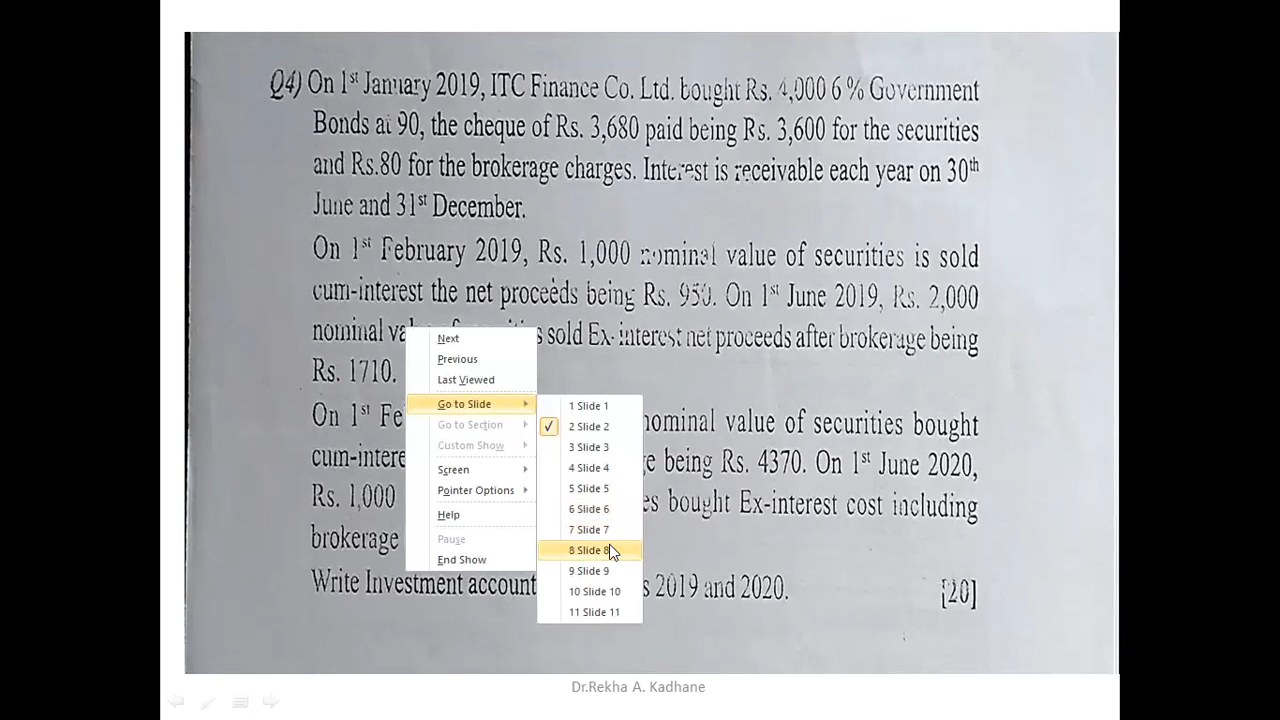 Q4) On 1st January 2019, ITC Finance Co. Ltd. bought Rs. 4,000 6 % Government
Bonds at 90, the cheque of Rs. 3,680 paid being Rs. 3,600 for the securities
and Rs.80 for the brokerage charges. Interest is receivable each year on 30th
June and 31st December.
On 1st February 2019, Rs. 1,000 nominal value of securities is sold
cum-interest the net proceeds being Rs. 950. On 1st June 2019, Rs. 2,000
nominal sold Ex-interest net proceeds after brokerage being
Rs. 1710.
On 1st nominal value of securities bought
being Rs. 4370. On 1st June 2020,
Rs. 1,000 bought Ex-interest cost including
brokerage
Write Investment account 2019 and 2020. [20]
Next
Previous
Last Viewed
Go to Slide
Go to Section
Custom Show
Screen
Pointer Options
Help
Pause
End Show
1 Slide 1
2 Slide 2
3 Slide 3
4 Slide 4
5 Slide 5
6 Slide 6
7 Slide 7
8 Slide 8
9 Slide 9
10 Slide 10
11 Slide 11
Dr.Rekha A. Kadhane